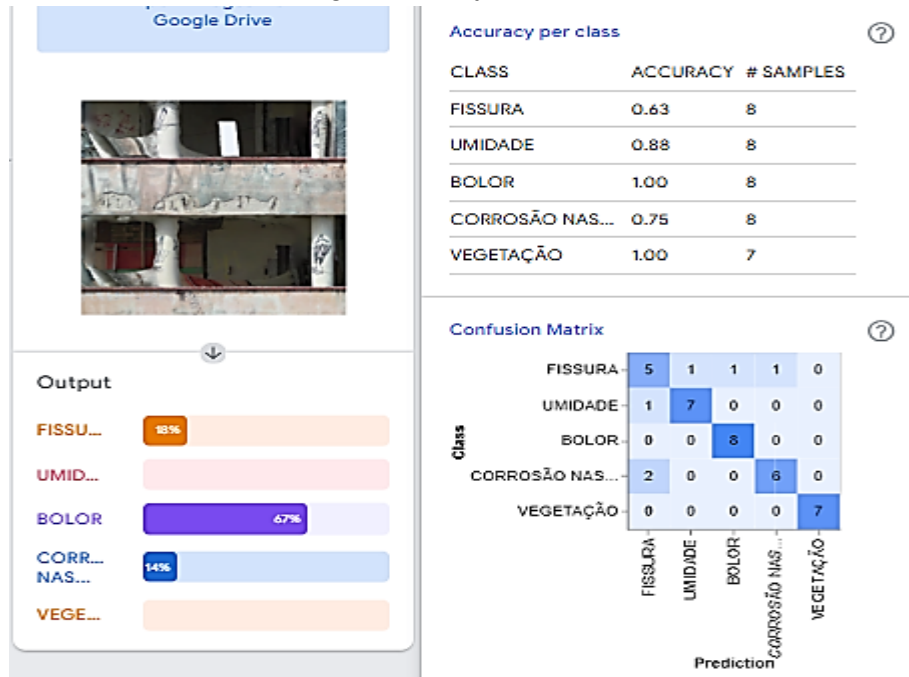 Google Drive
Output
FISSU...
18%
UMID...
BOLOR
67%
CORR...
NAS...
14%
VEGE...
Accuracy per class
CLASS ACCURACY # SAMPLES
FISSURA 0.63 8
UMIDADE 0.88 8
BOLOR 1.00 8
CORROSÃO NAS... 0.75 8
VEGETAÇÃO 1.00 7
Confusion Matrix
Class
FISSURA 5 1 1 1 0
UMIDADE 1 7 0 0 0
BOLOR 0 0 8 0 0
CORROSÃO NAS... 2 0 0 6 0
VEGETAÇÃO 0 0 0 0 7
FISSURA
UMIDADE
BOLOR
CORROSÃO NAS...
VEGETAÇÃO
Prediction